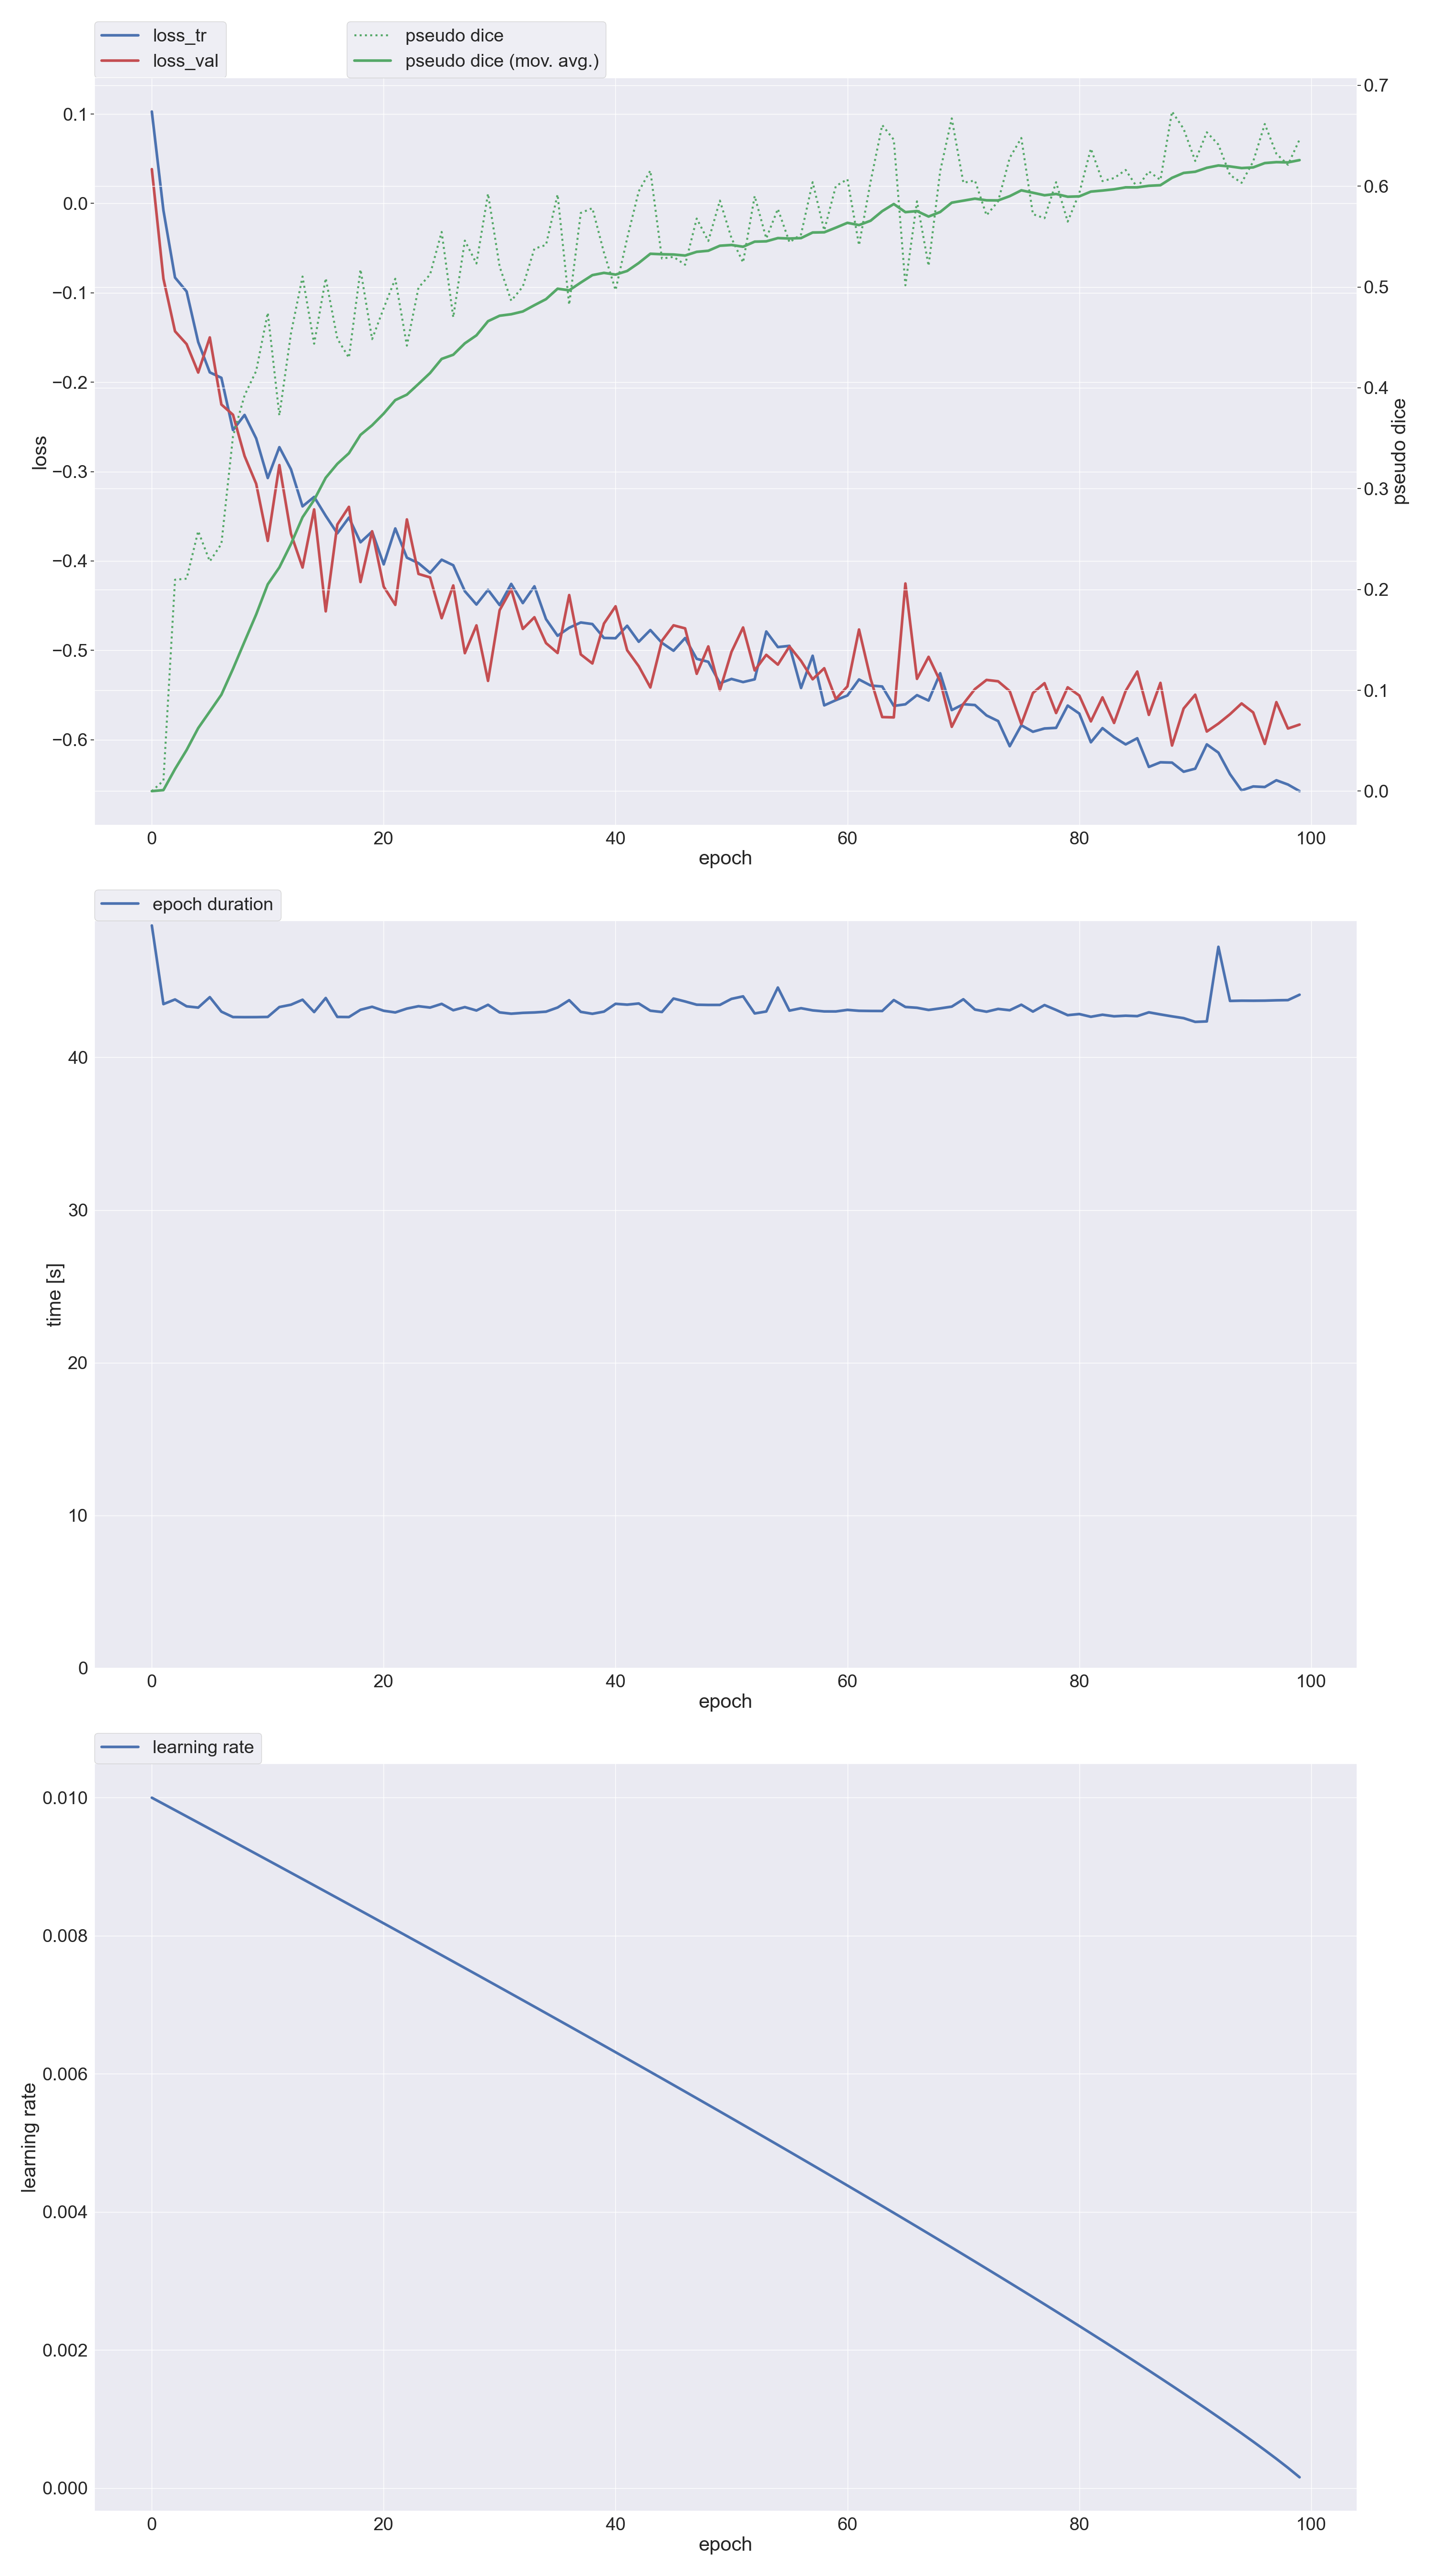 loss_tr
loss_val
pseudo dice
pseudo dice (mov. avg.)
0.1
0.0
−0.1
−0.2
−0.3
−0.4
−0.5
−0.6
loss
0.7
0.6
0.5
0.4
0.3
0.2
0.1
0.0
pseudo dice
0 20 40 60 80 100
epoch
epoch duration
40
30
20
10
0
time [s]
0 20 40 60 80 100
epoch
learning rate
0.010
0.008
0.006
0.004
0.002
0.000
learning rate
0 20 40 60 80 100
epoch